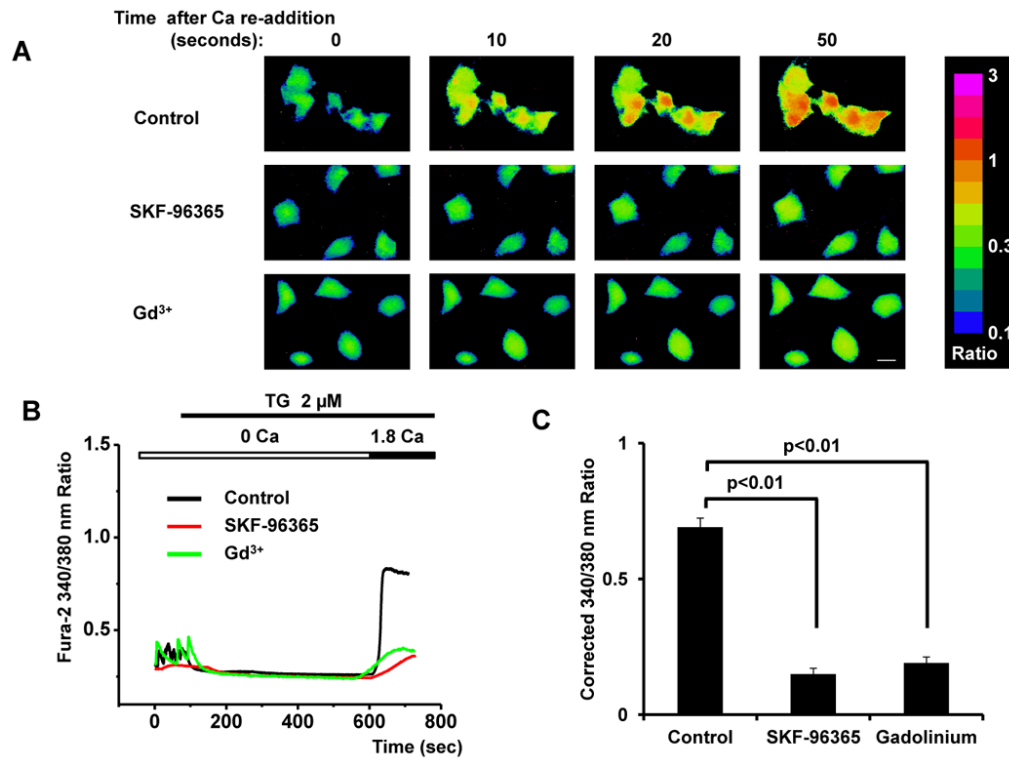 Time after Ca re-addition
(seconds): 0 10 20 50
A
Control
SKF-96365
Gd³⁺
3
1
0.3
0.1
Ratio
B
TG 2 µM
0 Ca 1.8 Ca
Control
SKF-96365
Gd³⁺
Fura-2 340/380 nm Ratio
1.5
1.0
0.5
0 200 400 600 800
Time (sec)
C
Corrected 340/380 nm Ratio
1
0.5
0
p<0.01
p<0.01
Control SKF-96365 Gadolinium